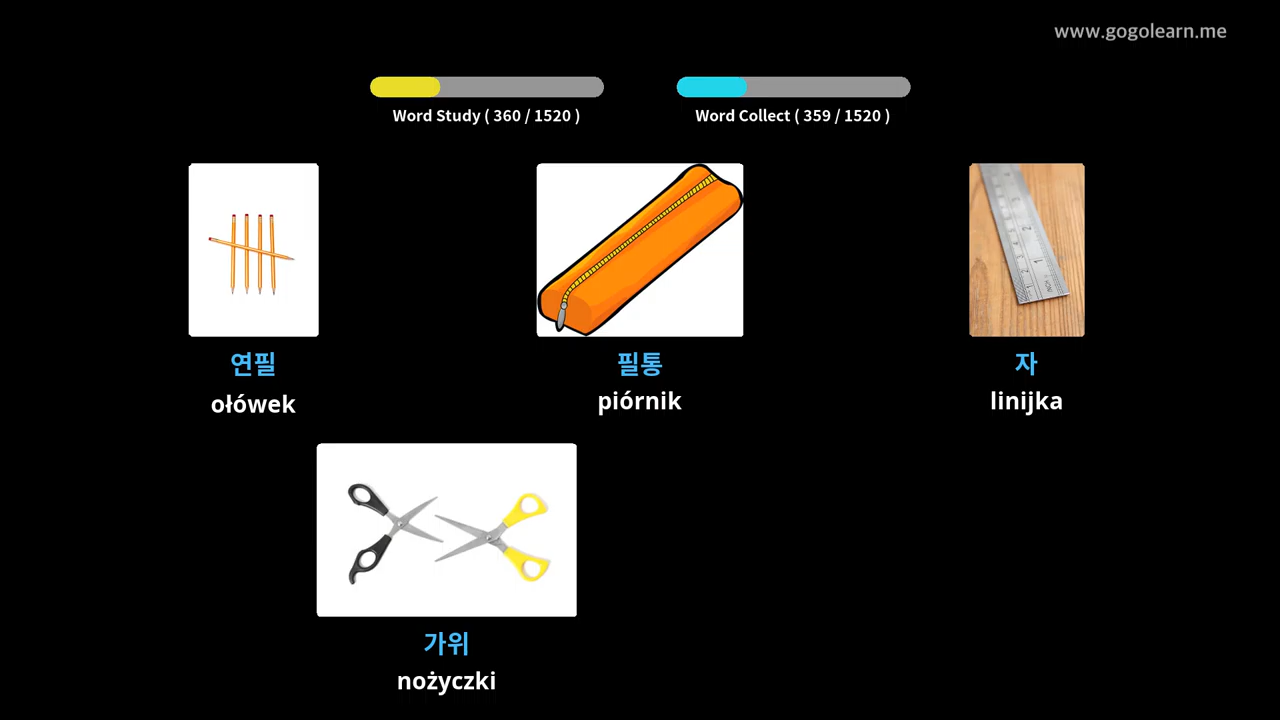 www.gogolearn.me
Word Study ( 360 / 1520 )
Word Collect ( 359 / 1520 )
연필
필통
자
ołówek
piórnik
linijka
가위
nożyczki